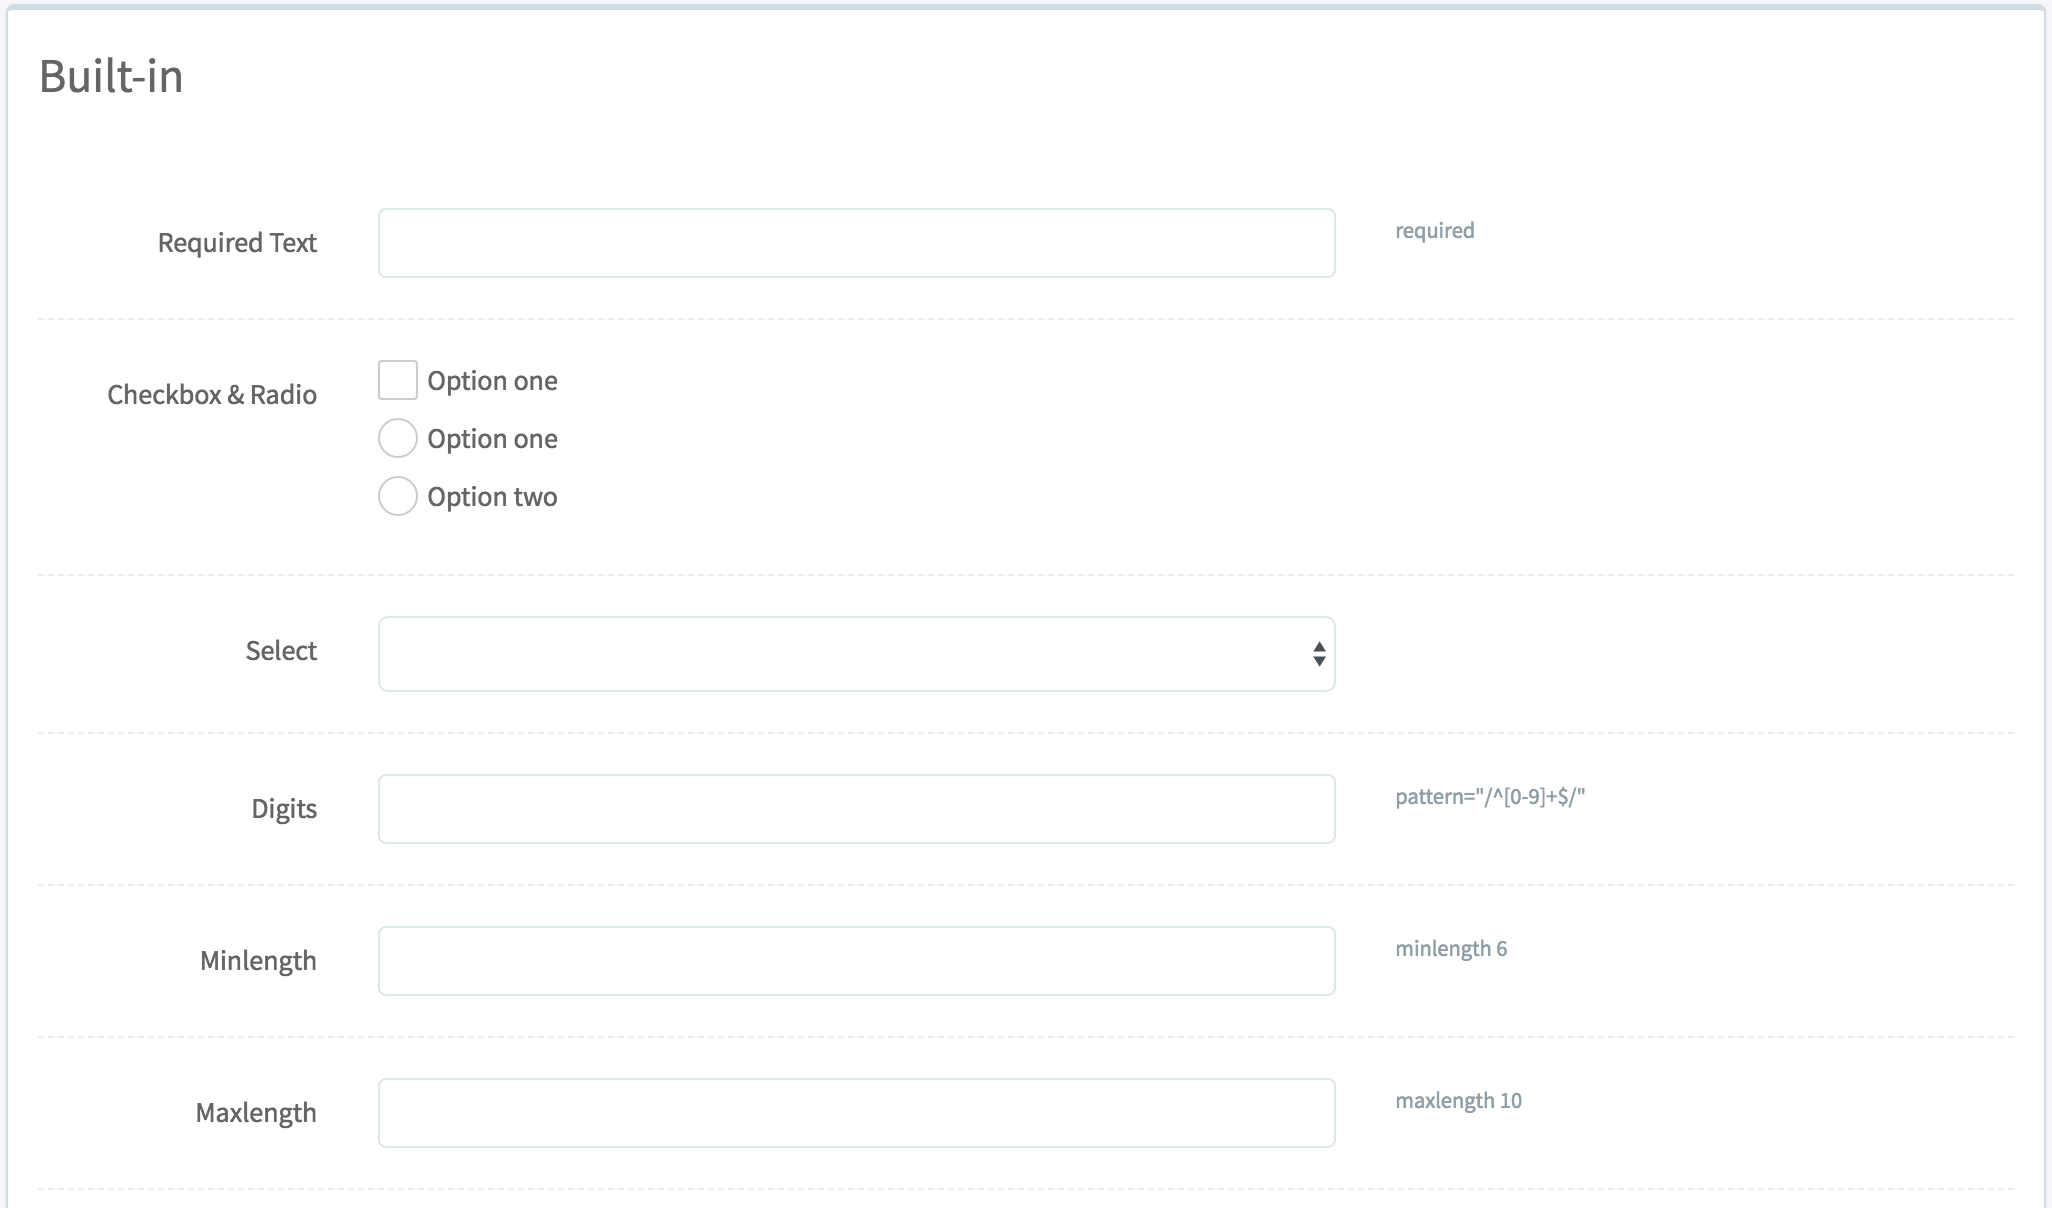 Built-in
Required Text
required
Checkbox & Radio
Option one
Option one
Option two
Select
Digits
pattern="/^[0-9]+$/"
Minlength
minlength 6
Maxlength
maxlength 10